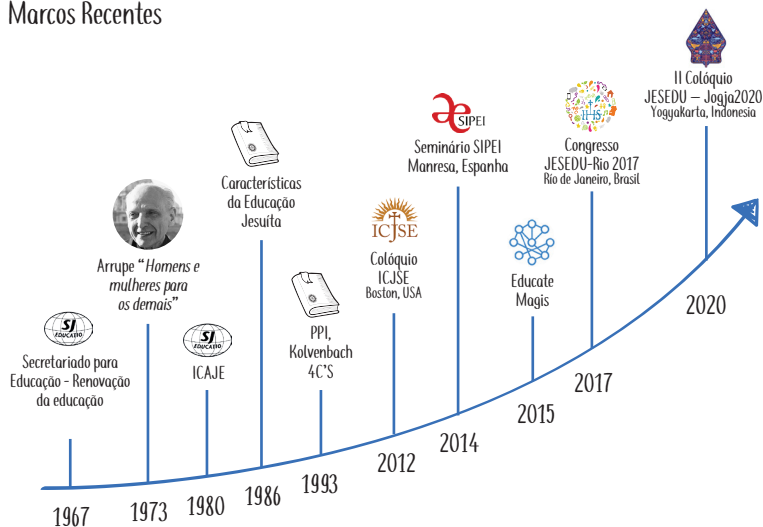 Marcos Recentes
SJ
EDUCATIO
Secretariado para
Educação - Renovação
da educação
1967
Arrupe “Homens e
mulheres para
os demais”
1973
SJ
EDUCATIO
ICAJE
1980
Características
da Educação
Jesuíta
1986
PPI,
Kolvenbach
4C’S
1993
ICJSE
Colóquio
ICJSE
Boston, USA
2012
æ SIPEI
Seminário SIPEI
Manresa, Espanha
2014
Educate
Magis
2015
IHS
Congresso
JESEDU-Rio 2017
Río de Janeiro, Brasil
2017
II Colóquio
JESEDU – Jogja2020
Yogyakarta, Indonesia
2020